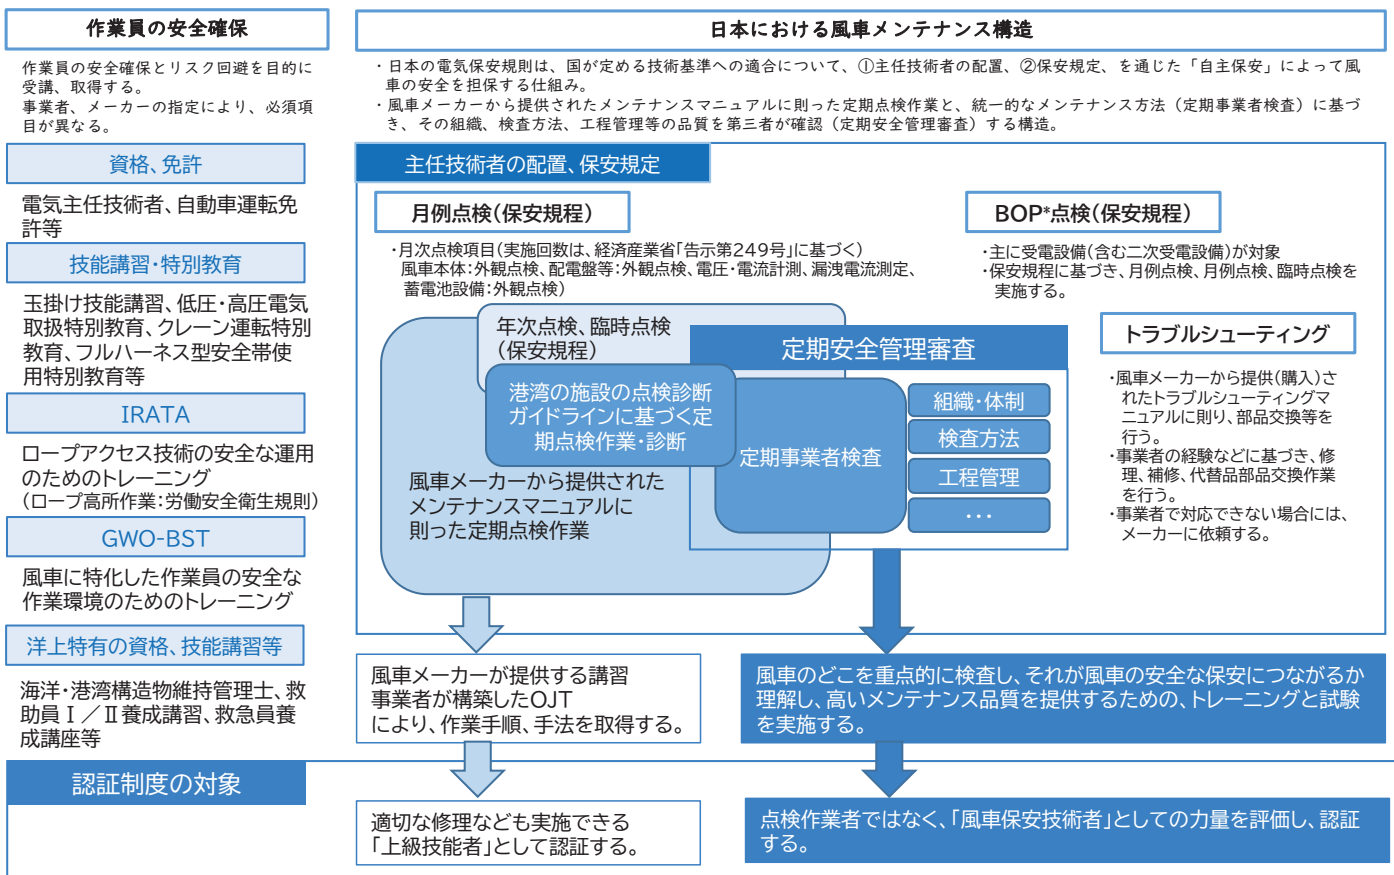 作業員の安全確保
作業員の安全確保とリスク回避を目的に
受講、取得する。
事業者、メーカーの指定により、必須項
目が異なる。
資格、免許
電気主任技術者、自動車運転免
許等
技能講習・特別教育
玉掛け技能講習、低圧・高圧電気
取扱特別教育、クレーン運転特別
教育、フルハーネス型安全帯使
用特別教育等
IRATA
ロープアクセス技術の安全な運用
のためのトレーニング
(ロープ高所作業：労働安全衛生規則)
GWO-BST
風車に特化した作業員の安全な
作業環境のためのトレーニング
洋上特有の資格、技能講習等
海洋・港湾構造物維持管理士、救
助員Ⅰ／Ⅱ養成講習、救急員養
成講座等
日本における風車メンテナンス構造
・日本の電気保安規則は、国が定める技術基準への適合について、①主任技術者の配置、②保安規定、を通じた「自主保安」によって風
車の安全を担保する仕組み。
・風車メーカーから提供されたメンテナンスマニュアルに則った定期点検作業と、統一的なメンテナンス方法（定期事業者検査）に基づ
き、その組織、検査方法、工程管理等の品質を第三者が確認（定期安全管理審査）する構造。
主任技術者の配置、保安規定
月例点検(保安規程)
・月次点検項目(実施回数は、経済産業省「告示第249号」に基づく)
風車本体：外観点検、配電盤等：外観点検、電圧・電流計測、漏洩電流測定、
蓄電池設備：外観点検)
BOP*点検(保安規程)
・主に受電設備(含む二次受電設備)が対象
・保安規程に基づき、月例点検、月例点検、臨時点検を
実施する。
年次点検、臨時点検
(保安規程)
港湾の施設の点検診断
ガイドラインに基づく定
期点検作業・診断
風車メーカーから提供された
メンテナンスマニュアルに
則った定期点検作業
定期安全管理審査
定期事業者検査
組織・体制
検査方法
工程管理
・・・
トラブルシューティング
・風車メーカーから提供(購入)さ
れたトラブルシューティングマ
ニュアルに則り、部品交換等を
行う。
・事業者の経験などに基づき、修
理、補修、代替品部品交換作業
を行う。
・事業者で対応できない場合には、
メーカーに依頼する。
風車メーカーが提供する講習
事業者が構築したOJT
により、作業手順、手法を取得する。
風車のどこを重点的に検査し、それが風車の安全な保安につながるか
理解し、高いメンテナンス品質を提供するための、トレーニングと試験
を実施する。
認証制度の対象
適切な修理なども実施できる
「上級技能者」として認証する。
点検作業者ではなく、「風車保安技術者」としての力量を評価し、認証
する。